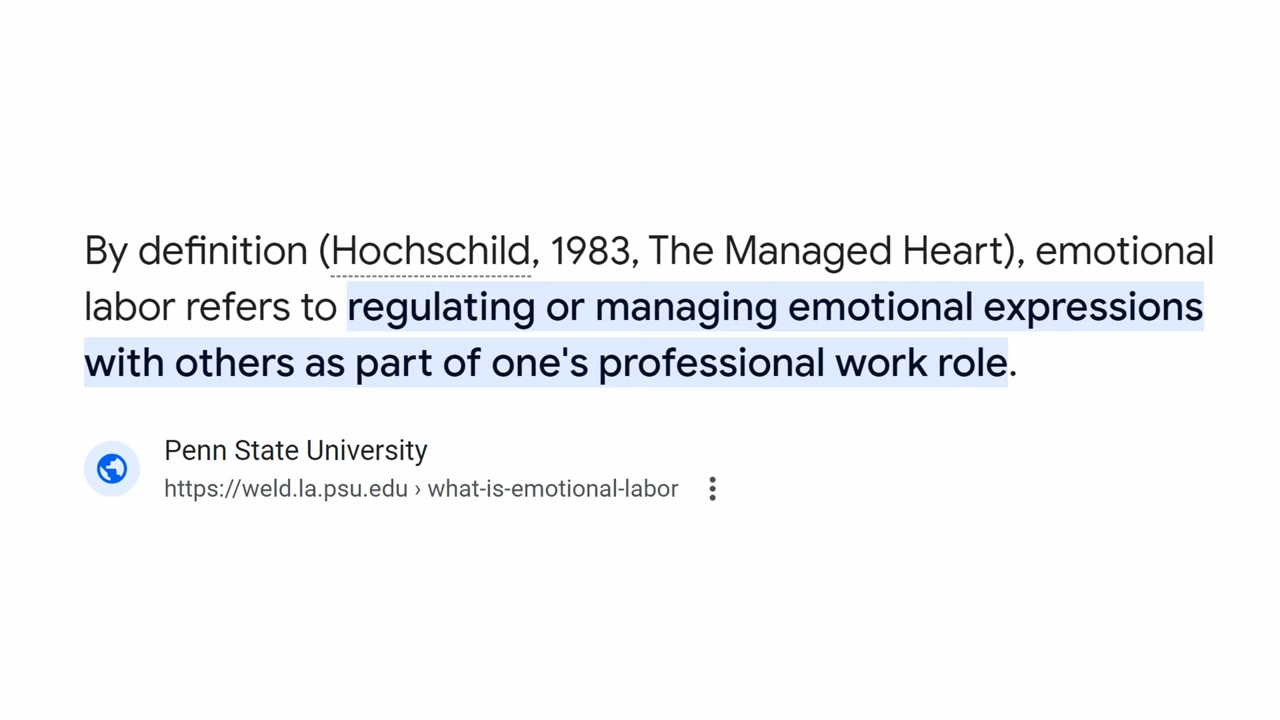 By definition (Hochschild, 1983, The Managed Heart), emotional
labor refers to regulating or managing emotional expressions
with others as part of one's professional work role.
Penn State University
https://weld.la.psu.edu › what-is-emotional-labor